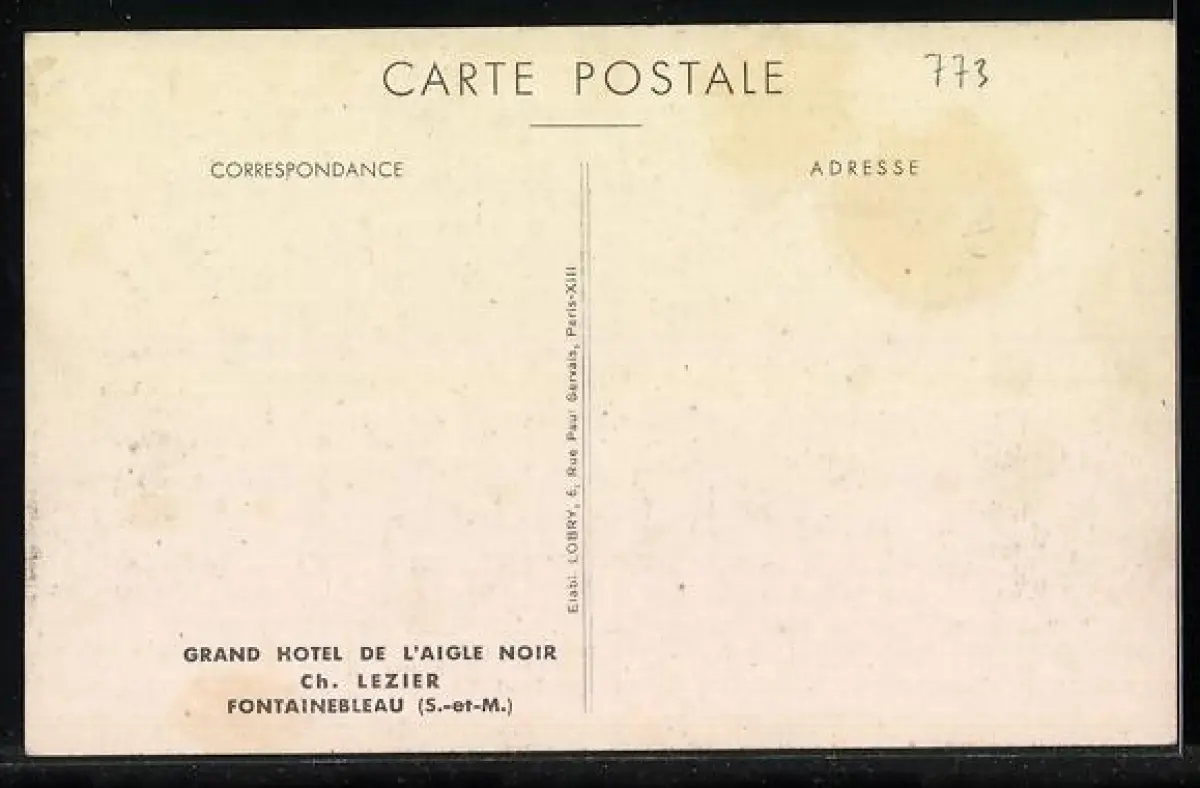 CARTE POSTALE
773
CORRESPONDANCE
ADRESSE
Etabl. LOBRY, 6, Rue Paul Gervais, Paris-XIII
GRAND HOTEL DE L'AIGLE NOIR
Ch. LEZIER
FONTAINEBLEAU (S.-et-M.)